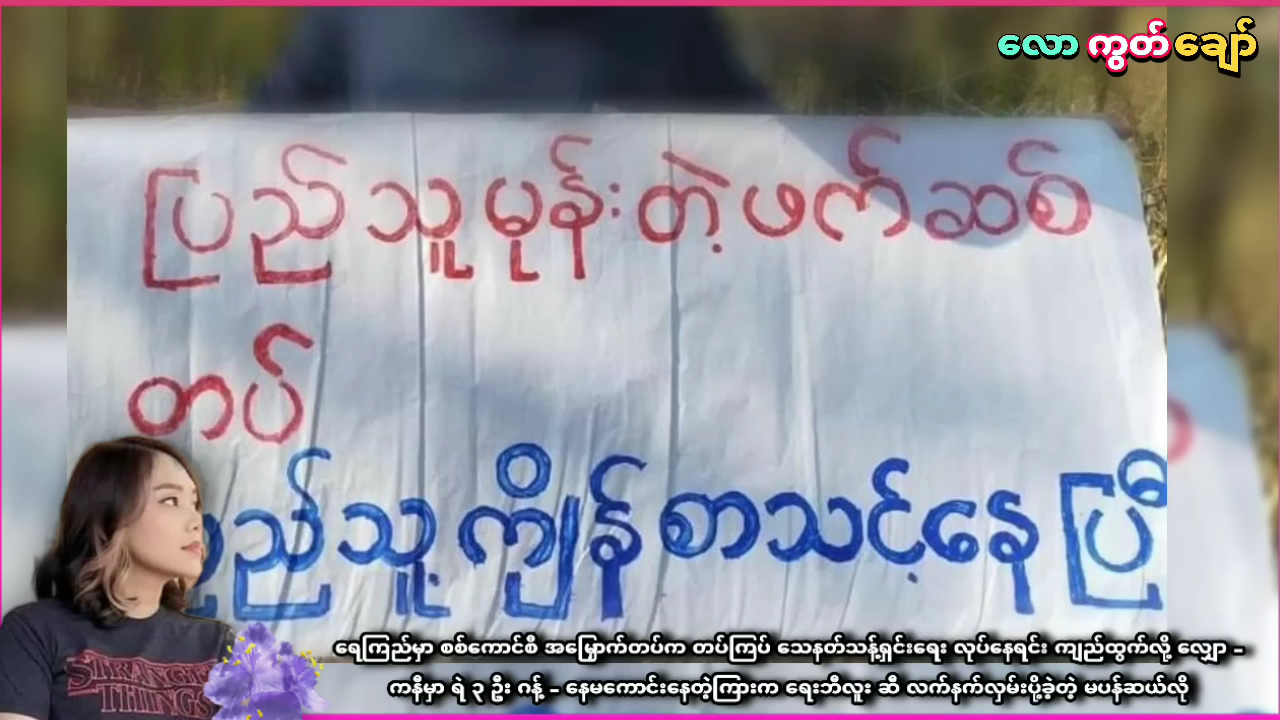 လော ကွတ် ချော်
ပြည်သူမုန်းတဲ့ဖက်ဆစ်
တပ်
ပြည်သူ့ကျိုန်စာသင့်နေပြီ
STRANGER
THINGS
ရေကြည်မှာ စစ်ကောင်စီ အမြှောက်တပ်က တပ်ကြပ် သေနတ်သန့်ရှင်းရေး လုပ်နေရင်း ကျည်ထွက်လို့ လျှော -
ကနီမှာ ရဲ ၃ ဦး ဂန့် - နေမကောင်းနေတဲ့ကြားက ရေးဘီလူး ဆီ လက်နက်လှမ်းပို့ခဲ့တဲ့ မပန်ဆယ်လို